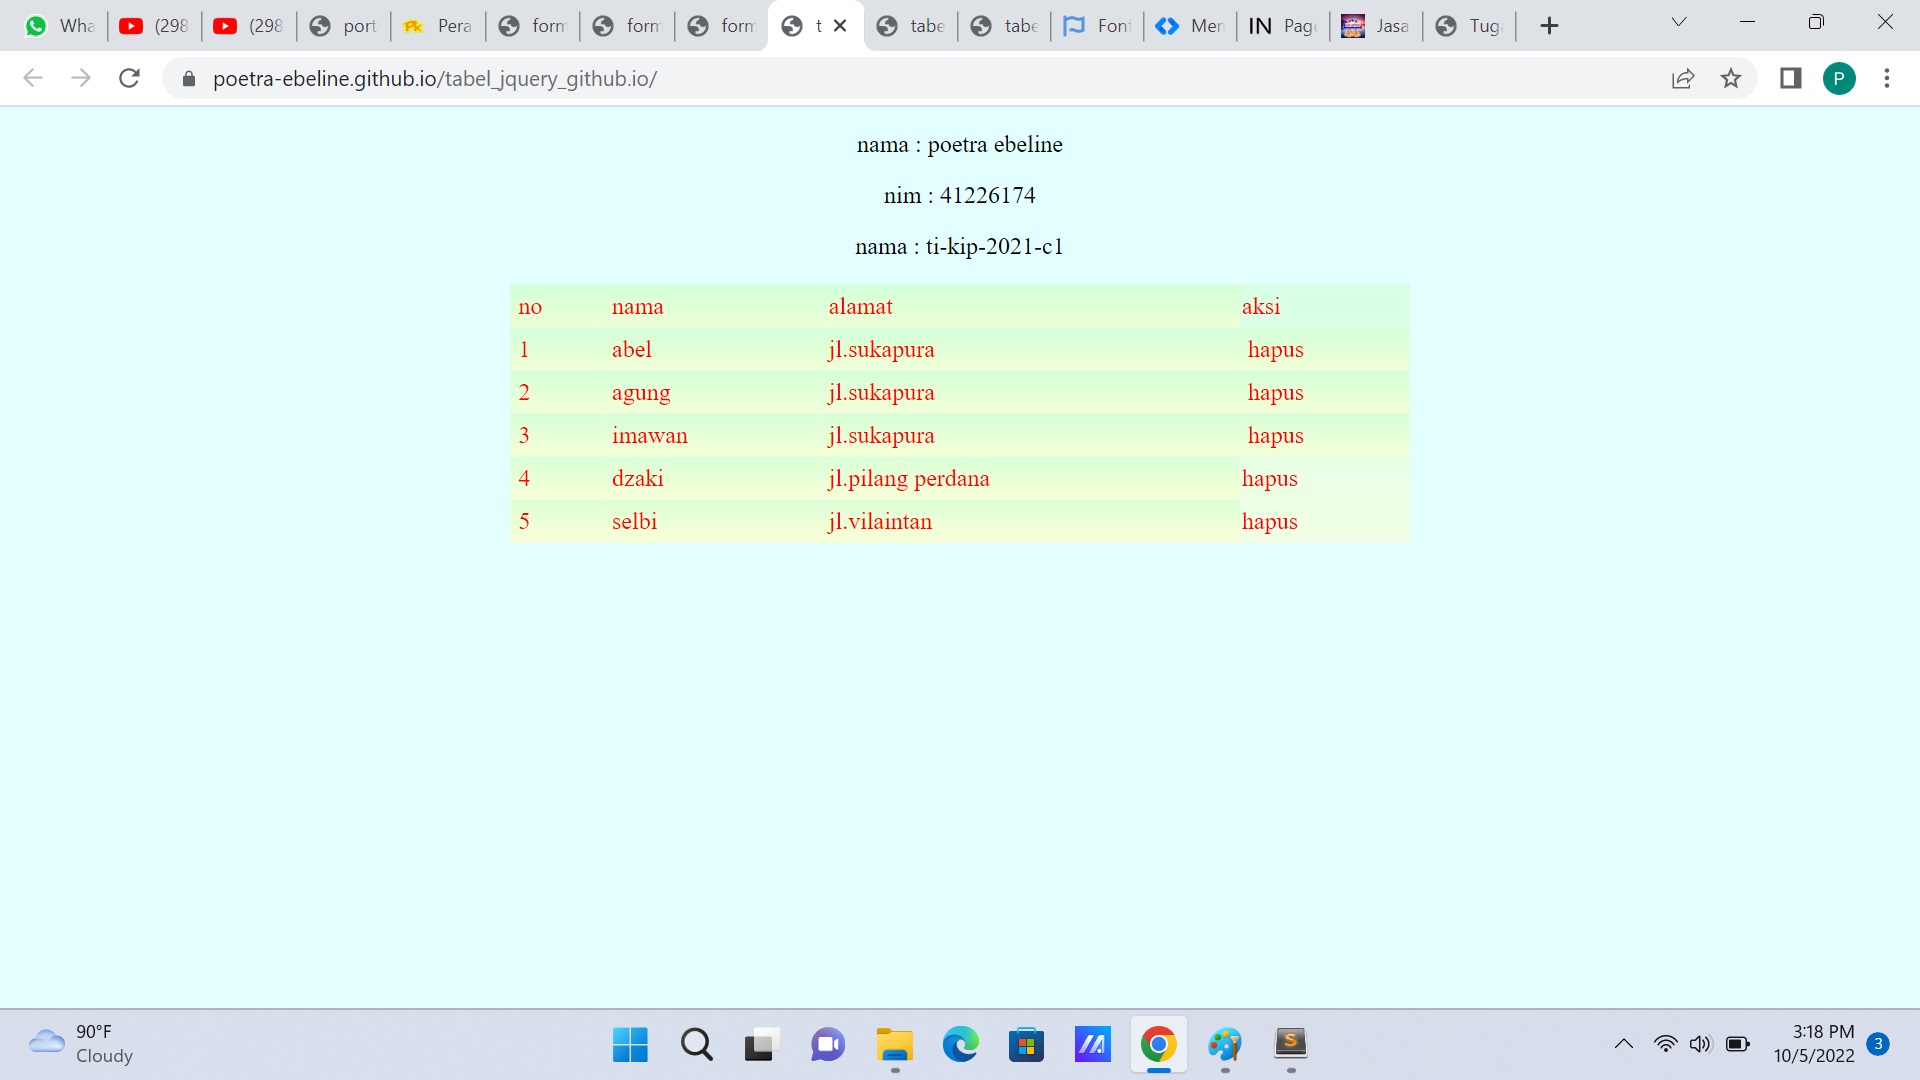 Wha (298 (298 port Pera form form form t tabe tabe Font Men IN Page Jasa Tug
poetra-ebeline.github.io/tabel_jquery_github.io/ P
nama : poetra ebeline
nim : 41226174
nama : ti-kip-2021-c1
no nama alamat aksi
1 abel jl.sukapura hapus
2 agung jl.sukapura hapus
3 imawan jl.sukapura hapus
4 dzaki jl.pilang perdana hapus
5 selbi jl.vilaintan hapus
90°F
Cloudy
3:18 PM
10/5/2022
3